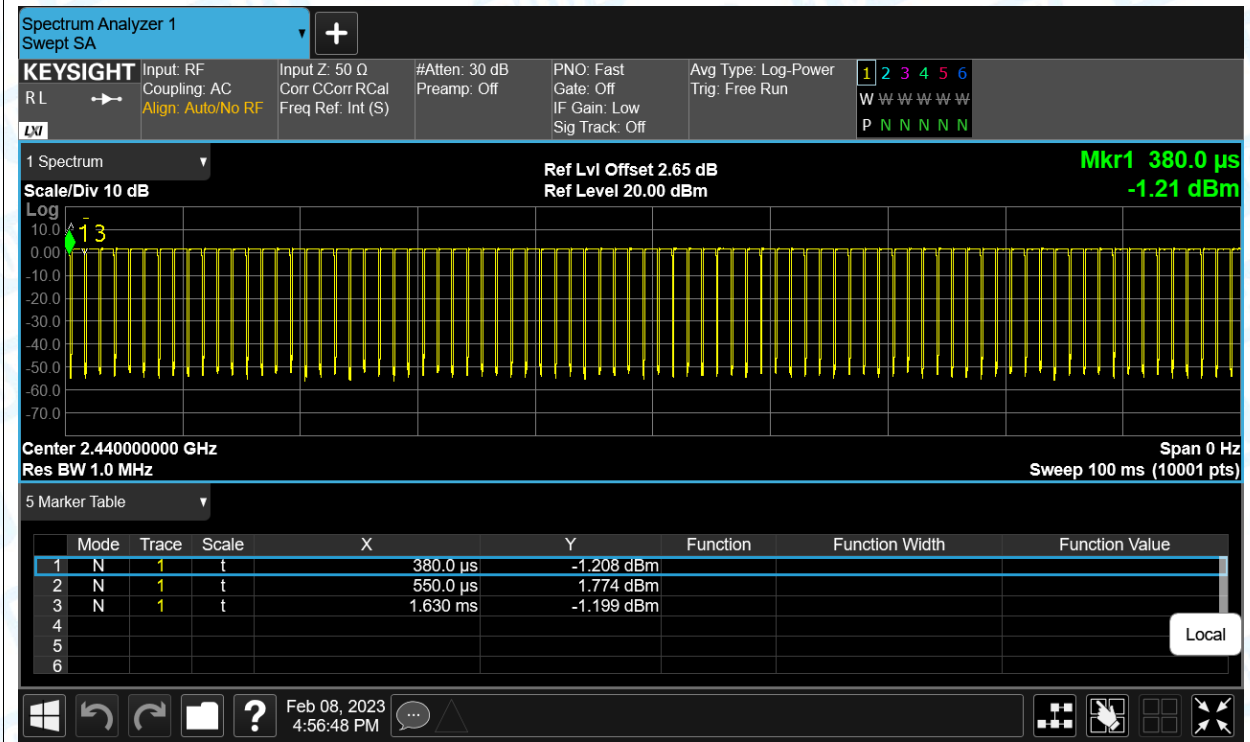 Spectrum Analyzer 1
Swept SA
+
KEYSIGHT
R L
LXI
Input: RF
Coupling: AC
Align: Auto/No RF
Input Z: 50 Ω
Corr CCorr RCal
Freq Ref: Int (S)
#Atten: 30 dB
Preamp: Off
PNO: Fast
Gate: Off
IF Gain: Low
Sig Track: Off
Avg Type: Log-Power
Trig: Free Run
1 2 3 4 5 6
W W W W W W
P N N N N N
1 Spectrum
Scale/Div 10 dB
Ref Lvl Offset 2.65 dB
Ref Level 20.00 dBm
Mkr1 380.0 µs
-1.21 dBm
Log
10.0
0.00
-10.0
-20.0
-30.0
-40.0
-50.0
-60.0
-70.0
1 3
Center 2.440000000 GHz
Res BW 1.0 MHz
Span 0 Hz
Sweep 100 ms (10001 pts)
5 Marker Table
Mode Trace Scale X Y Function Function Width Function Value
1 N 1 t 380.0 µs -1.208 dBm
2 N 1 t 550.0 µs 1.774 dBm
3 N 1 t 1.630 ms -1.199 dBm
4
5
6
Local
?
Feb 08, 2023
4:56:48 PM